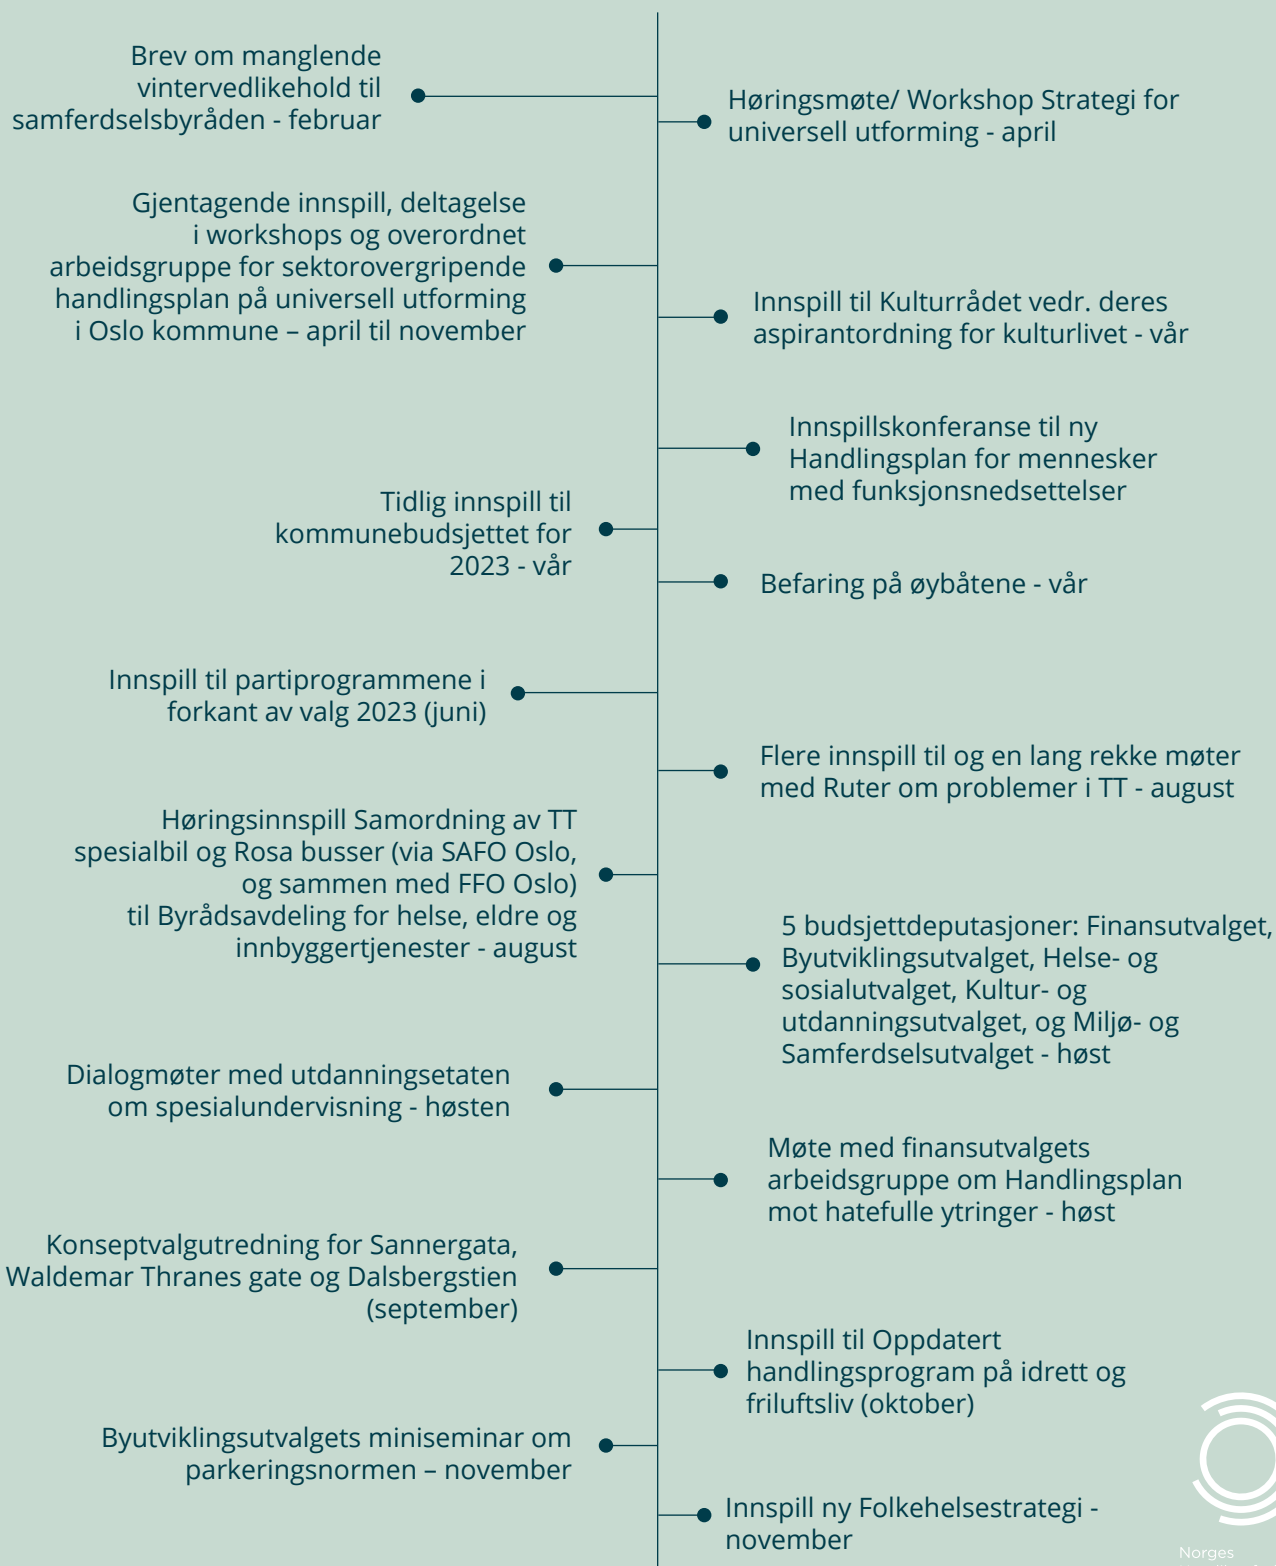 Brev om manglende
vintervedlikehold til
samferdselsbyråden - februar
Høringsmøte/ Workshop Strategi for
universell utforming - april
Gjentagende innspill, deltagelse
i workshops og overordnet
arbeidsgruppe for sektorovergripende
handlingsplan på universell utforming
i Oslo kommune – april til november
Innspill til Kulturrådet vedr. deres
aspirantordning for kulturlivet - vår
Innspillskonferanse til ny
Handlingsplan for mennesker
med funksjonsnedsettelser
Tidlig innspill til
kommunebudsjettet for
2023 - vår
Befaring på øybåtene - vår
Innspill til partiprogrammene i
forkant av valg 2023 (juni)
Flere innspill til og en lang rekke møter
med Ruter om problemer i TT - august
Høringsinnspill Samordning av TT
spesialbil og Rosa busser (via SAFO Oslo,
og sammen med FFO Oslo)
til Byrådsavdeling for helse, eldre og
innbyggertjenester - august
5 budsjettdeputasjoner: Finansutvalget,
Byutviklingsutvalget, Helse- og
sosialutvalget, Kultur- og
utdanningsutvalget, og Miljø- og
Samferdselsutvalget - høst
Dialogmøter med utdanningsetaten
om spesialundervisning - høsten
Møte med finansutvalgets
arbeidsgruppe om Handlingsplan
mot hatefulle ytringer - høst
Konseptvalgutredning for Sannergata,
Waldemar Thranes gate og Dalsbergstien
(september)
Innspill til Oppdatert
handlingsprogram på idrett og
friluftsliv (oktober)
Byutviklingsutvalgets miniseminar om
parkeringsnormen – november
Innspill ny Folkehelsestrategi -
november
Norges